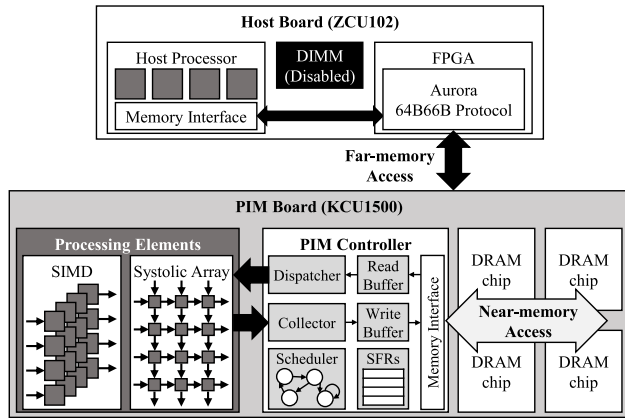 Host Board (ZCU102)
Host Processor
Memory Interface
DIMM
(Disabled)
FPGA
Aurora
64B66B Protocol
Far-memory
Access
PIM Board (KCU1500)
Processing Elements
SIMD
Systolic Array
PIM Controller
Dispatcher
Read
Buffer
Collector
Write
Buffer
Scheduler
SFRs
Memory Interface
DRAM
chip
DRAM
chip
Near-memory
Access
DRAM
chip
DRAM
chip